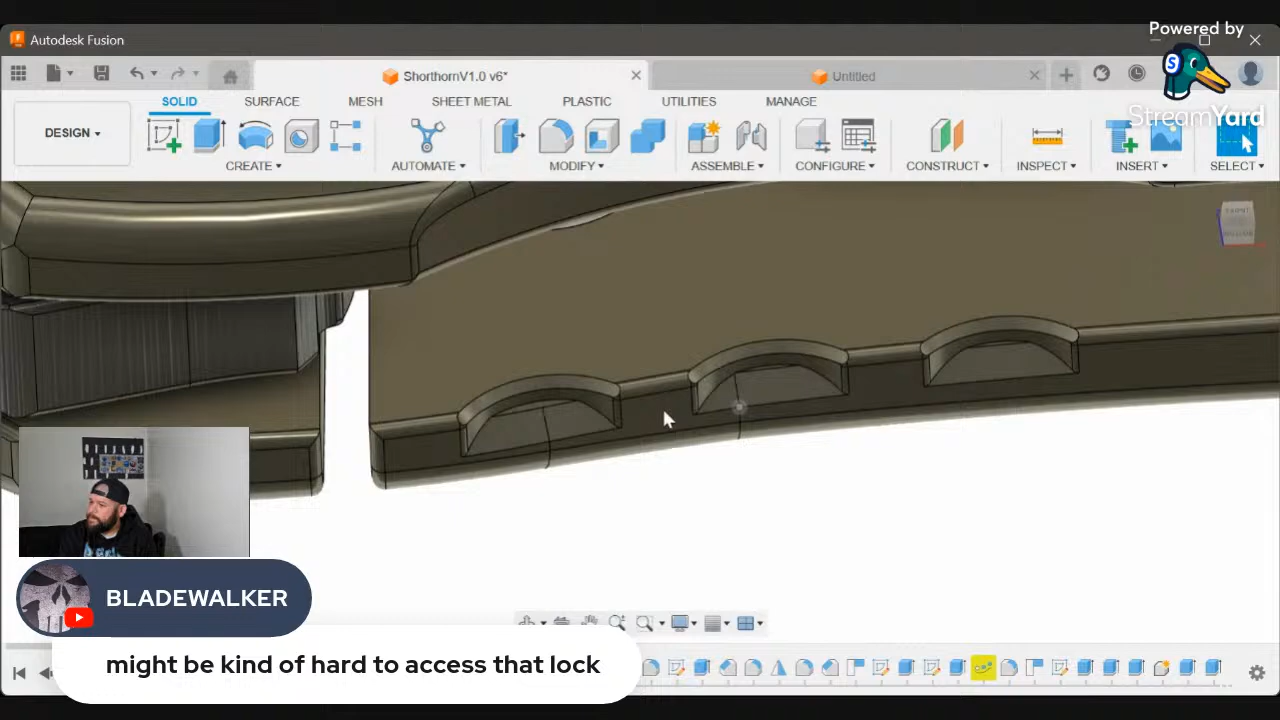 Autodesk Fusion
Powered by
StreamYard
ShorthornV1.0 v6*
Untitled
DESIGN
SOLID
SURFACE
MESH
SHEET METAL
PLASTIC
UTILITIES
MANAGE
CREATE
AUTOMATE
MODIFY
ASSEMBLE
CONFIGURE
CONSTRUCT
INSPECT
INSERT
SELECT
BLADEWALKER
might be kind of hard to access that lock